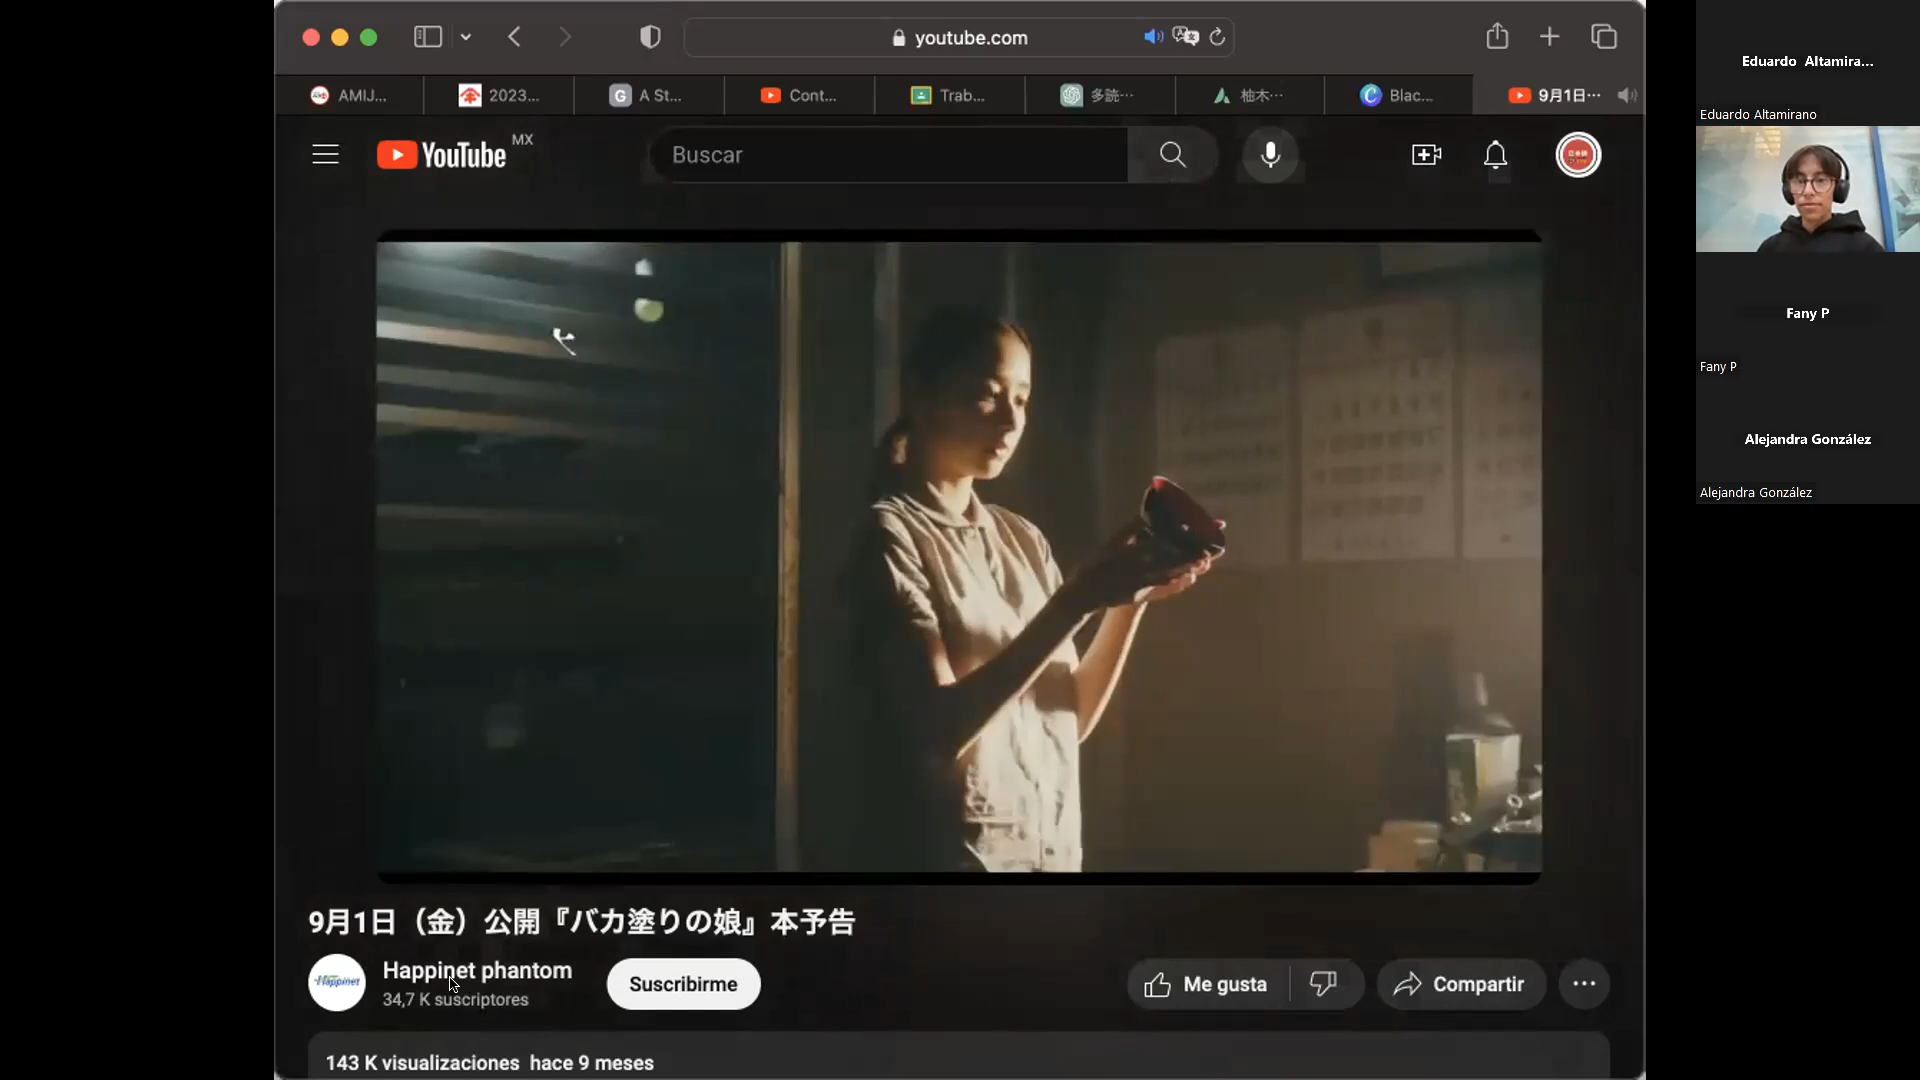 youtube.com
AMIJ...
2023...
A St...
Cont...
Trab...
多読…
柚木…
Blac...
9月1日…
YouTube MX
Buscar
9月1日（金）公開『バカ塗りの娘』本予告
Happinet
Happinet phantom
34,7 K suscriptores
Suscribirme
Me gusta
Compartir
143 K visualizaciones hace 9 meses
Eduardo Altamira...
Eduardo Altamirano
Fany P
Fany P
Alejandra González
Alejandra González